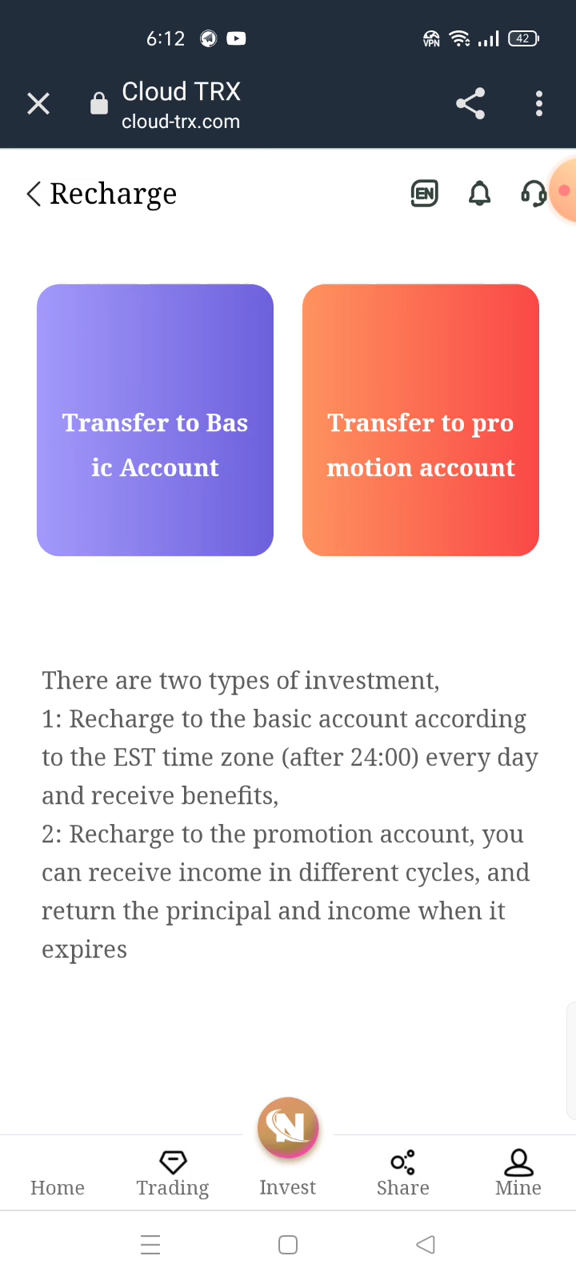 6:12
VPN
42
Cloud TRX
cloud-trx.com
Recharge
EN
Transfer to Bas
ic Account
Transfer to pro
motion account
There are two types of investment,
1: Recharge to the basic account according
to the EST time zone (after 24:00) every day
and receive benefits,
2: Recharge to the promotion account, you
can receive income in different cycles, and
return the principal and income when it
expires
N
Home
Trading
Invest
Share
Mine